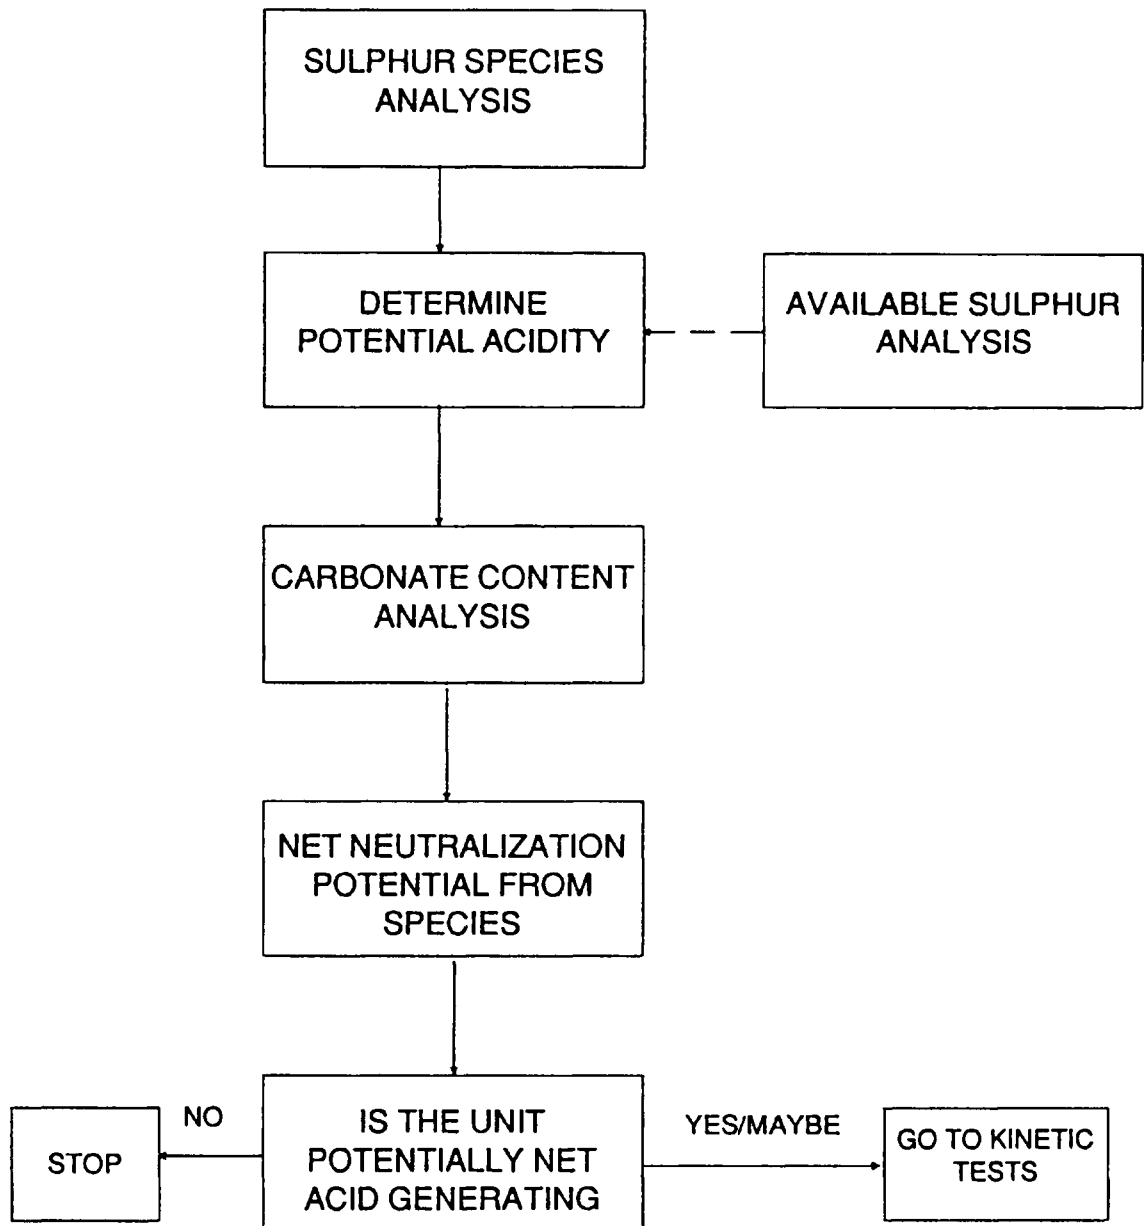 SULPHUR SPECIES
ANALYSIS
DETERMINE
POTENTIAL ACIDITY
AVAILABLE SULPHUR
ANALYSIS
CARBONATE CONTENT
ANALYSIS
NET NEUTRALIZATION
POTENTIAL FROM
SPECIES
NO
STOP
IS THE UNIT
POTENTIALLY NET
ACID GENERATING
YES/MAYBE
GO TO KINETIC
TESTS